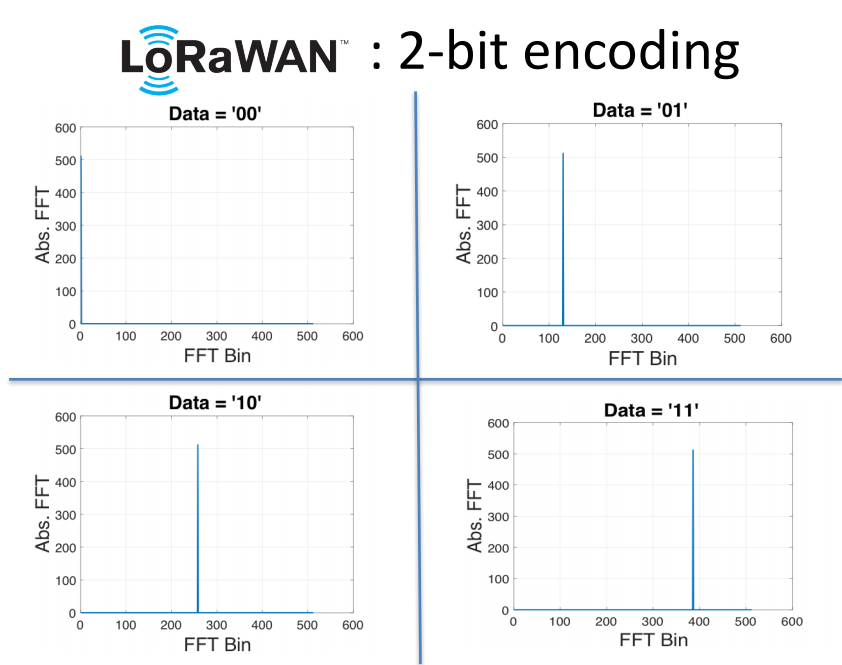 LoRaWAN™ : 2-bit encoding
Data = '00'
600
500
400
300
200
100
0
Abs. FFT
0 100 200 300 400 500 600
FFT Bin
Data = '01'
600
500
400
300
200
100
0
Abs. FFT
0 100 200 300 400 500 600
FFT Bin
Data = '10'
600
500
400
300
200
100
0
Abs. FFT
0 100 200 300 400 500 600
FFT Bin
Data = '11'
600
500
400
300
200
100
0
Abs. FFT
0 100 200 300 400 500 600
FFT Bin